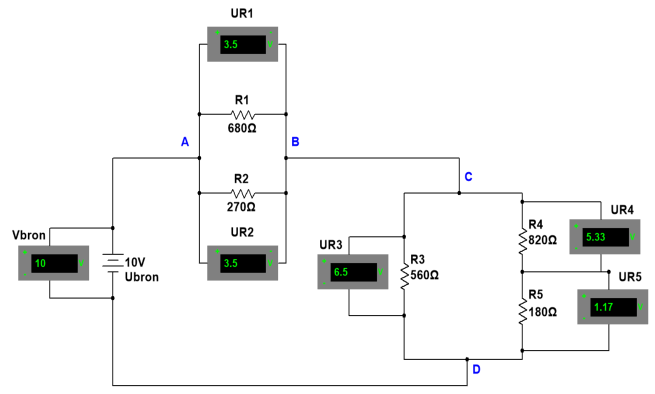 UR1
+ -
3.5 V
R1
680Ω
A
B
R2
270Ω
UR2
+ -
3.5 V
C
Vbron
+
10 V
-
10V
Ubron
UR3
+
6.5 V
-
R3
560Ω
R4
820Ω
UR4
+
5.33 V
-
R5
180Ω
UR5
+
1.17 V
-
D